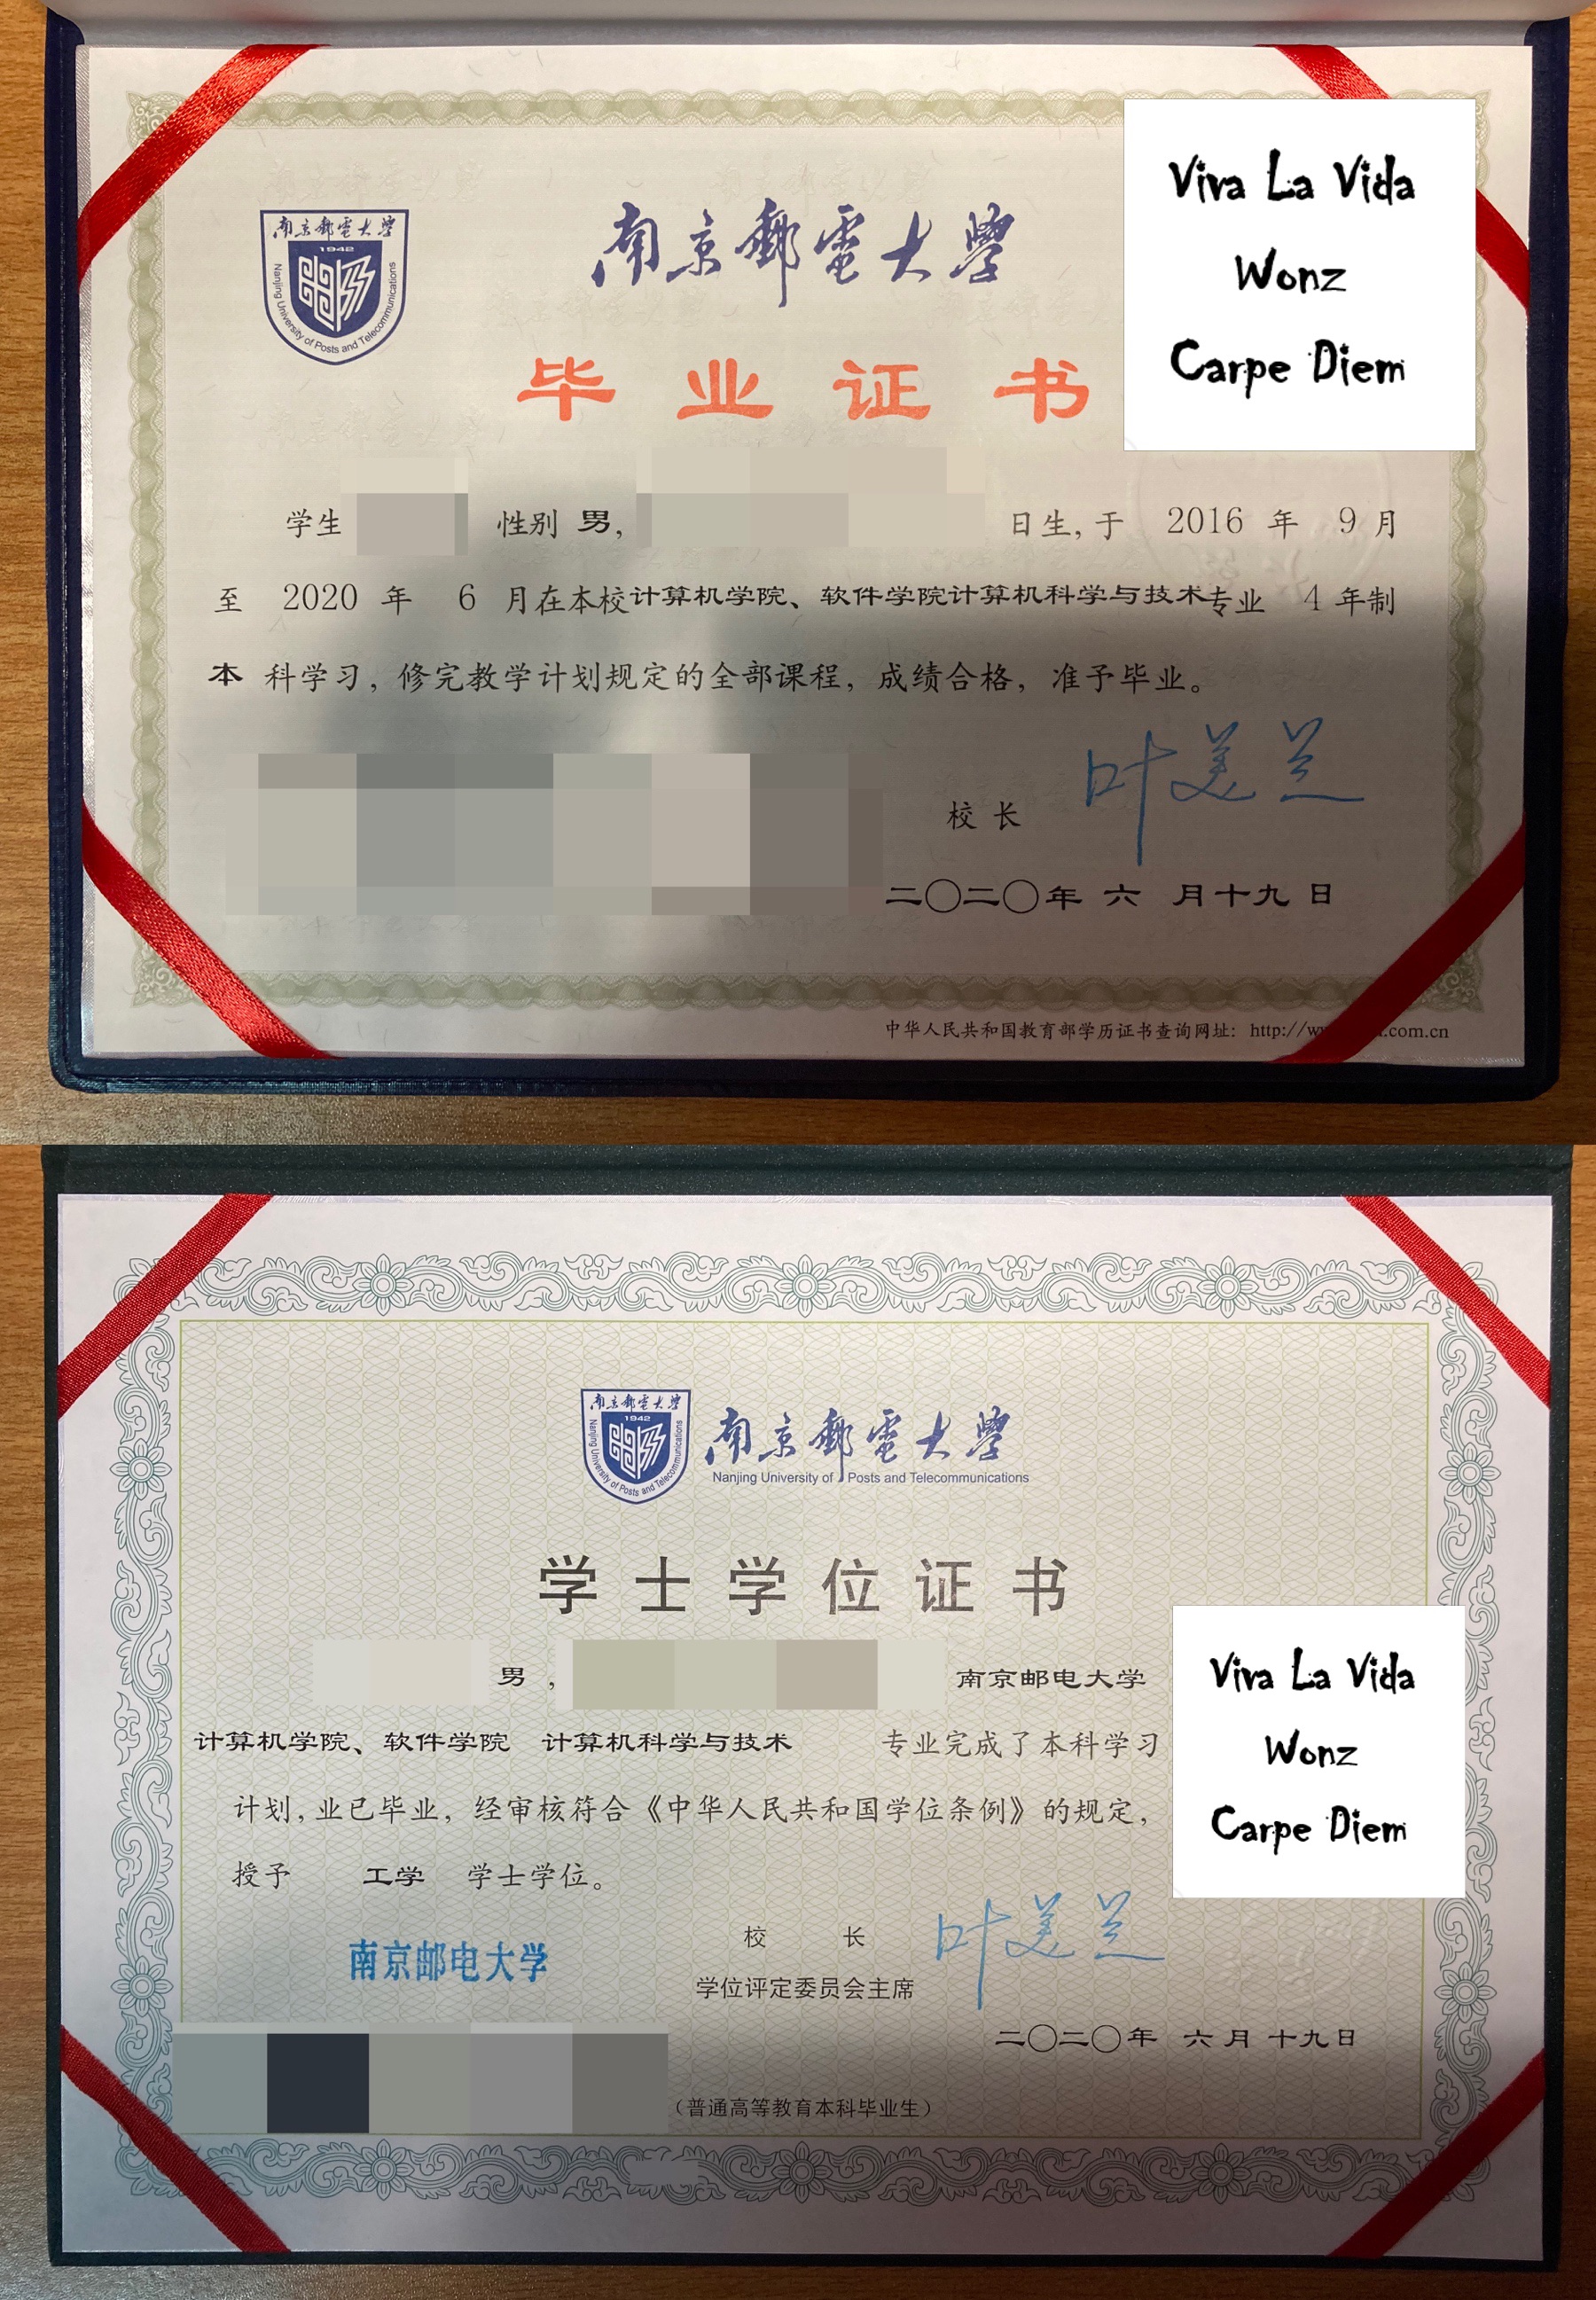 南京郵電大學
1942
Nanjing University of Posts and Telecommunications
南京郵電大學
毕业证书
Viva La Vida
Wonz
Carpe Diem
学生 性别 男, 日生, 于 2016 年 9 月
至 2020 年 6 月在本校计算机学院、软件学院计算机科学与技术专业 4 年制
本 科学习, 修完教学计划规定的全部课程, 成绩合格, 准予毕业。
校 长 叶美兰
二〇二〇年 六 月十九日
中华人民共和国教育部学历证书查询网址: http://w .com.cn
南京郵電大學
1942
Nanjing University of Posts and Telecommunications
南京郵電大學
Nanjing University of Posts and Telecommunications
学士学位证书
男 , 南京邮电大学
计算机学院、软件学院 计算机科学与技术 专业完成了本科学习
计划, 业已毕业, 经审核符合《中华人民共和国学位条例》的规定,
授予 工学 学士学位。
Viva La Vida
Wonz
Carpe Diem
南京邮电大学
校 长 叶美兰
学位评定委员会主席
二〇二〇年 六月十九日
(普通高等教育本科毕业生)